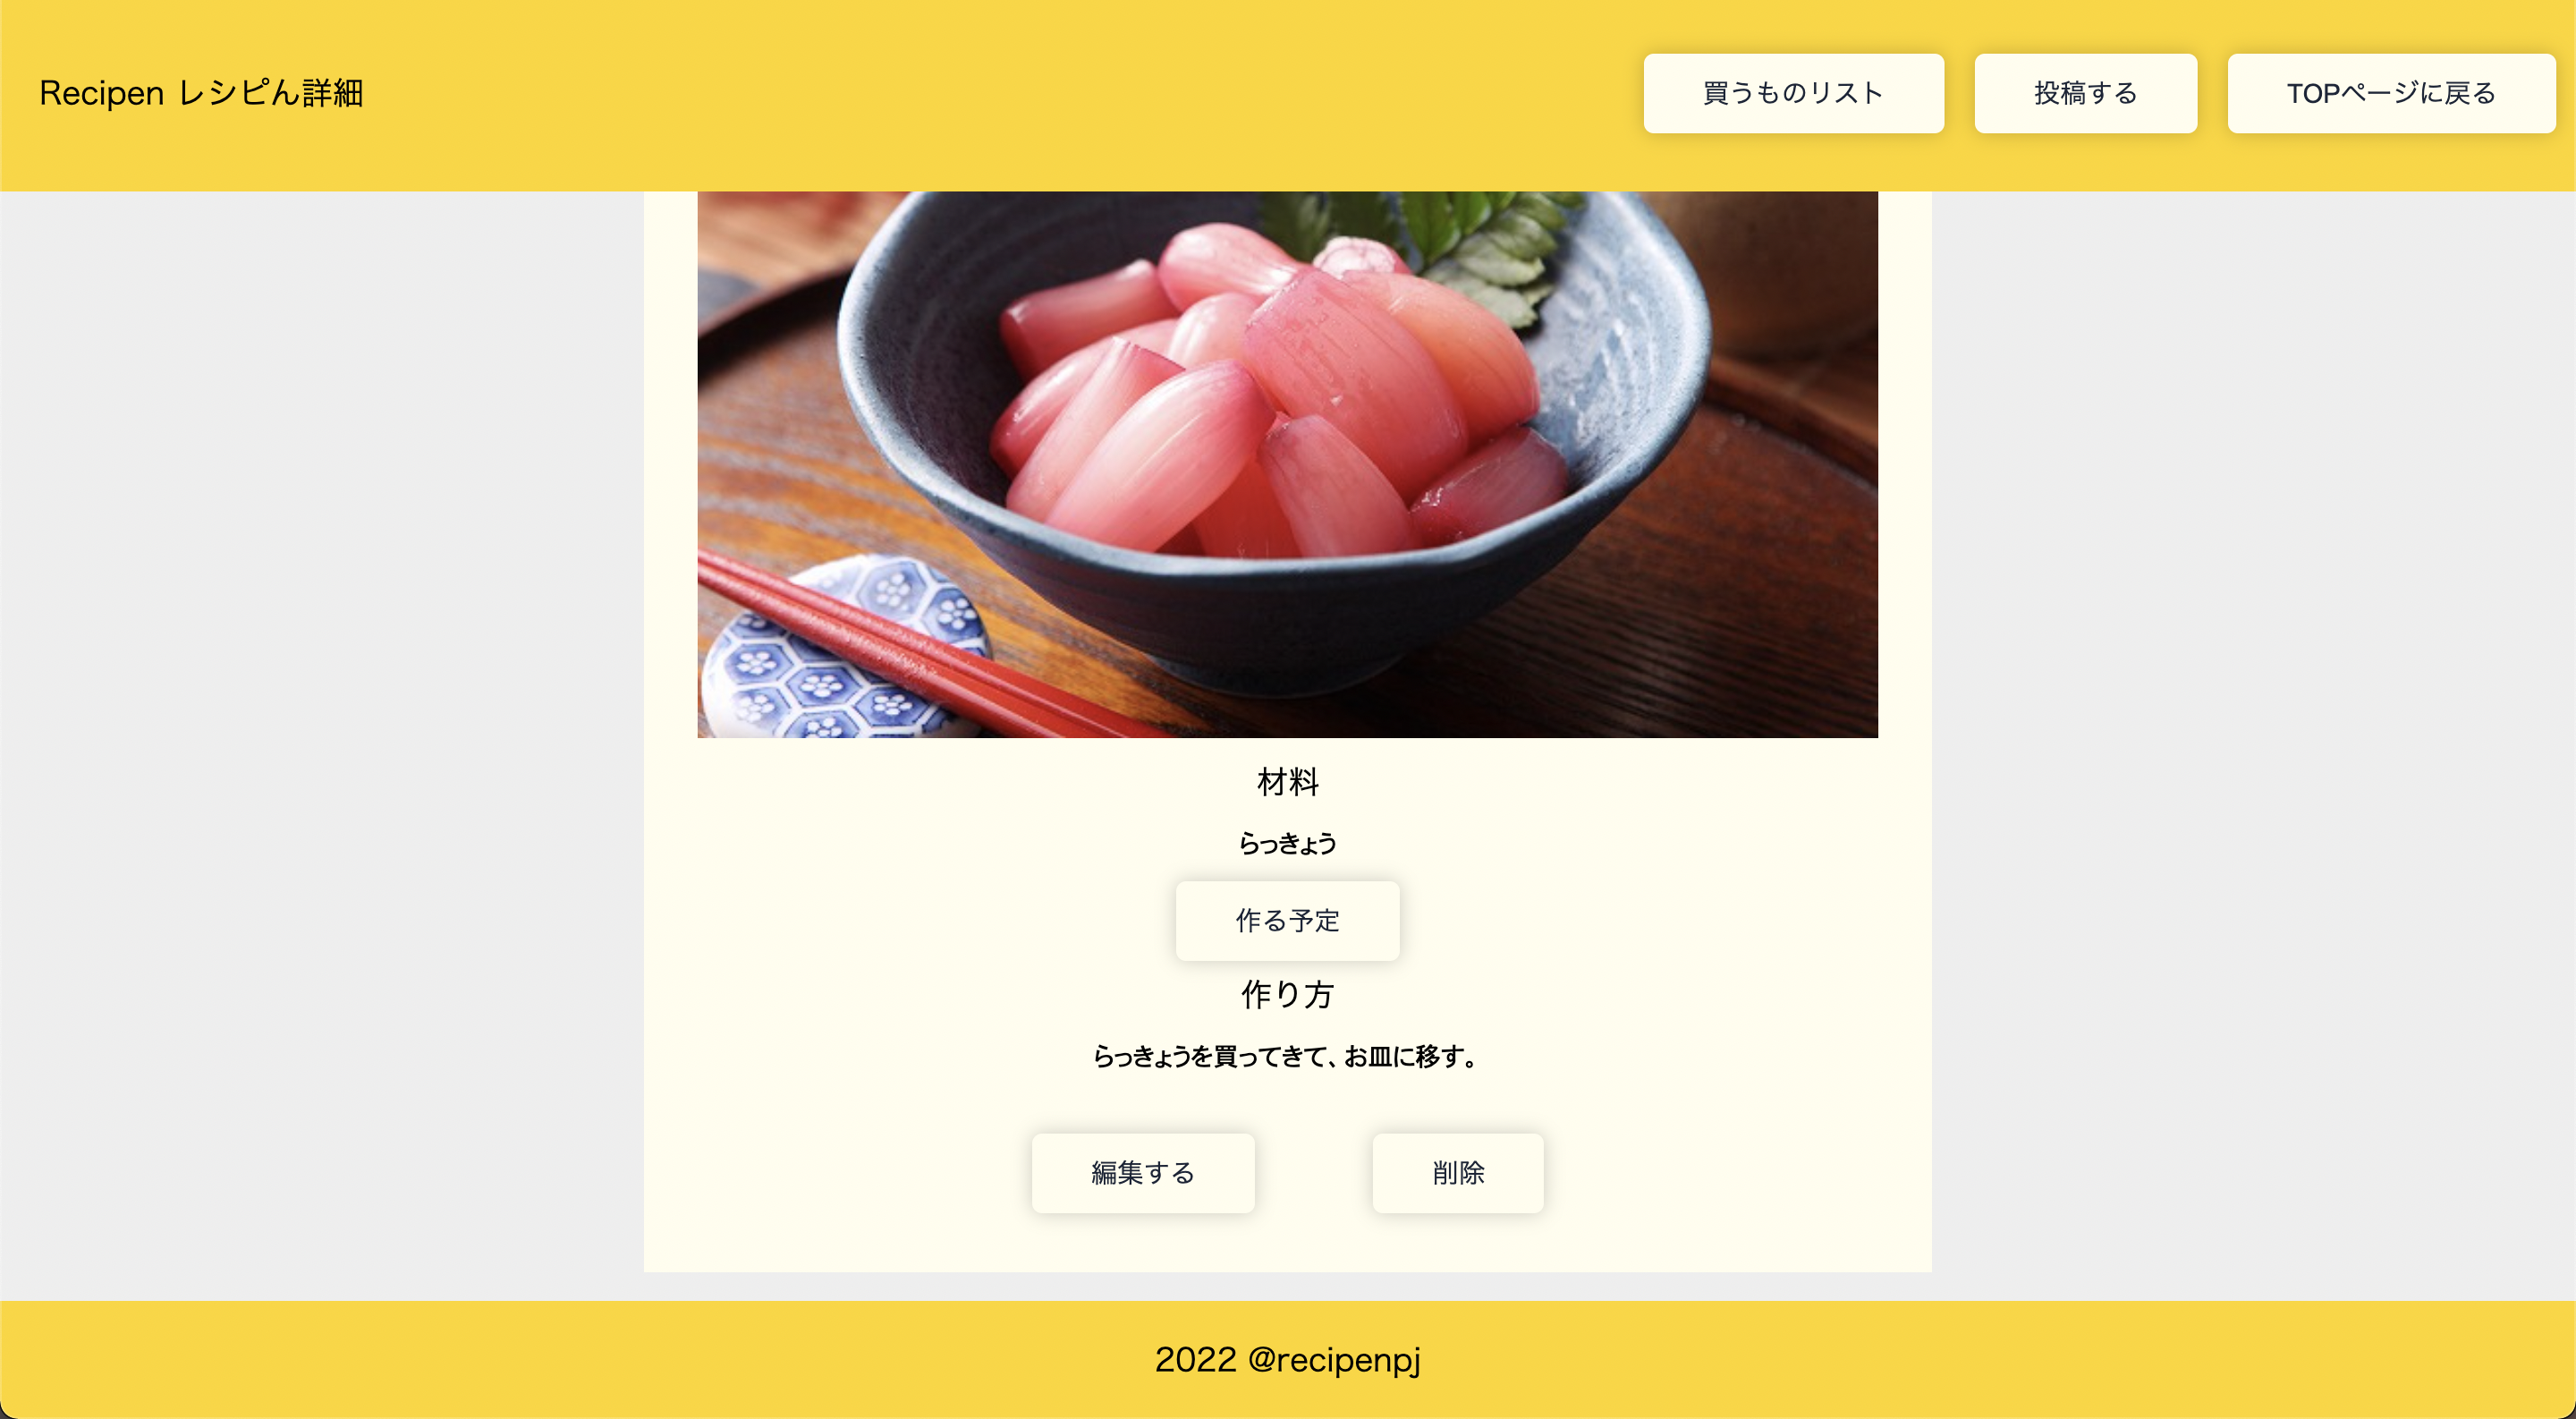 Recipen レシピん詳細
買うものリスト
投稿する
TOPページに戻る
材料
らっきょう
作る予定
作り方
らっきょうを買ってきて、お皿に移す。
編集する
削除
2022 @recipenpj